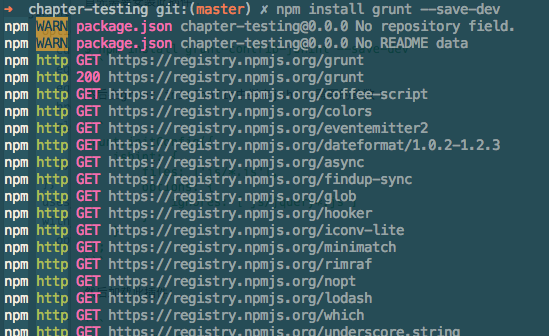 ➜ chapter-testing git:(master) ✗ npm install grunt --save-dev
npm WARN package.json chapter-testing@0.0.0 No repository field.
npm WARN package.json chapter-testing@0.0.0 No README data
npm http GET https://registry.npmjs.org/grunt
npm http 200 https://registry.npmjs.org/grunt
npm http GET https://registry.npmjs.org/coffee-script
npm http GET https://registry.npmjs.org/colors
npm http GET https://registry.npmjs.org/eventemitter2
npm http GET https://registry.npmjs.org/dateformat/1.0.2-1.2.3
npm http GET https://registry.npmjs.org/async
npm http GET https://registry.npmjs.org/findup-sync
npm http GET https://registry.npmjs.org/glob
npm http GET https://registry.npmjs.org/hooker
npm http GET https://registry.npmjs.org/iconv-lite
npm http GET https://registry.npmjs.org/minimatch
npm http GET https://registry.npmjs.org/rimraf
npm http GET https://registry.npmjs.org/nopt
npm http GET https://registry.npmjs.org/lodash
npm http GET https://registry.npmjs.org/which
npm http GET https://registry.npmjs.org/underscore.string